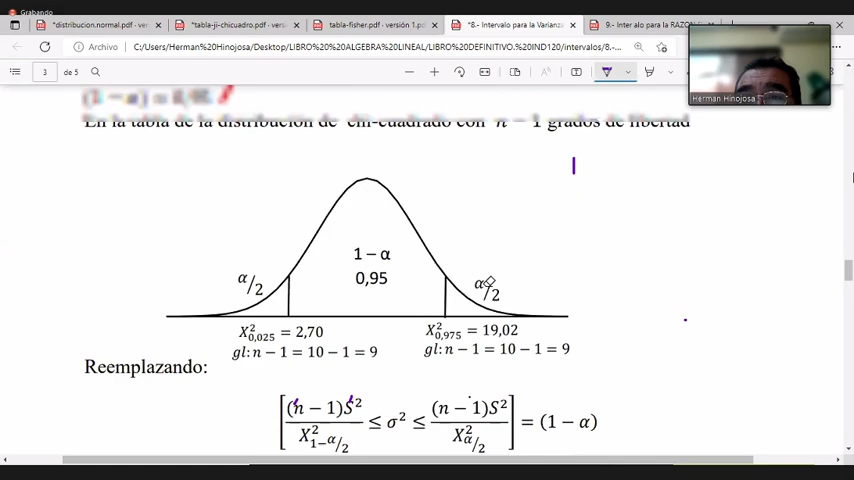 Grabando
*distribucion.normal.pdf
*tabla-ji-chicuadro.pdf - versi
tabla-fisher.pdf - versión 1.pd
*8.- Intervalo para la Varianza
9.- Inter alo para la RAZON
Archivo
C:/Users/Herman%20Hinojosa/Desktop/LIBRO%20%20ALGEBRA%20LINEAL/LIBRO%20DEFINITIVO.%20IND120/intervalos/8.-...
3 de 5
Herman Hinojosa
En la tabla de la distribución de chi-cuadrado con n − 1 grados de libertad
1 − α
0,95
α/2
α/2
X²0,025 = 2,70
X²0,975 = 19,02
gl: n − 1 = 10 − 1 = 9
gl: n − 1 = 10 − 1 = 9
Reemplazando:
[(n − 1)S² / X²1−α/2 ≤ σ² ≤ (n − 1)S² / X²α/2] = (1 − α)